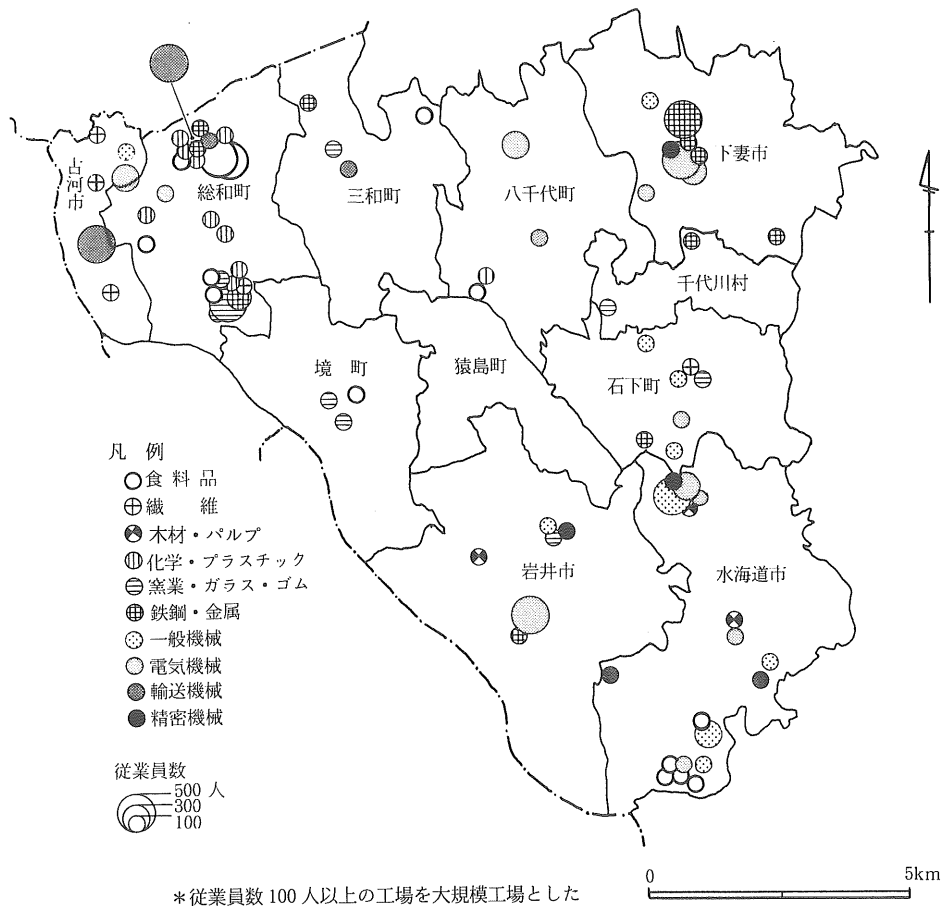 古河市
総和町
三和町
八千代町
下妻市
千代川村
境町
猿島町
石下町
岩井市
水海道市
凡例
食料品
繊維
木材・パルプ
化学・プラスチック
窯業・ガラス・ゴム
鉄鋼・金属
一般機械
電気機械
輸送機械
精密機械
従業員数
500人
300
100
*従業員数100人以上の工場を大規模工場とした
0 5km